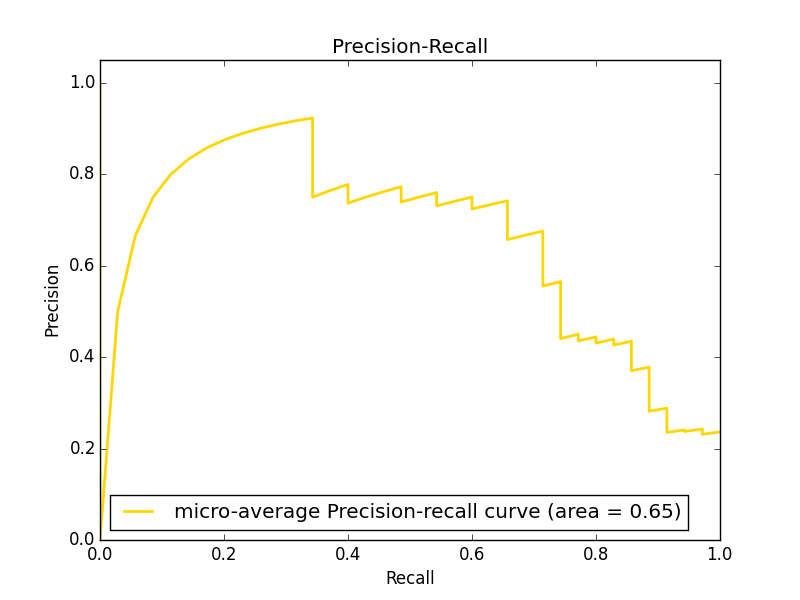 Precision-Recall
1.0
0.8
0.6
0.4
0.2
0.0
Precision
micro-average Precision-recall curve (area = 0.65)
0.0 0.2 0.4 0.6 0.8 1.0
Recall